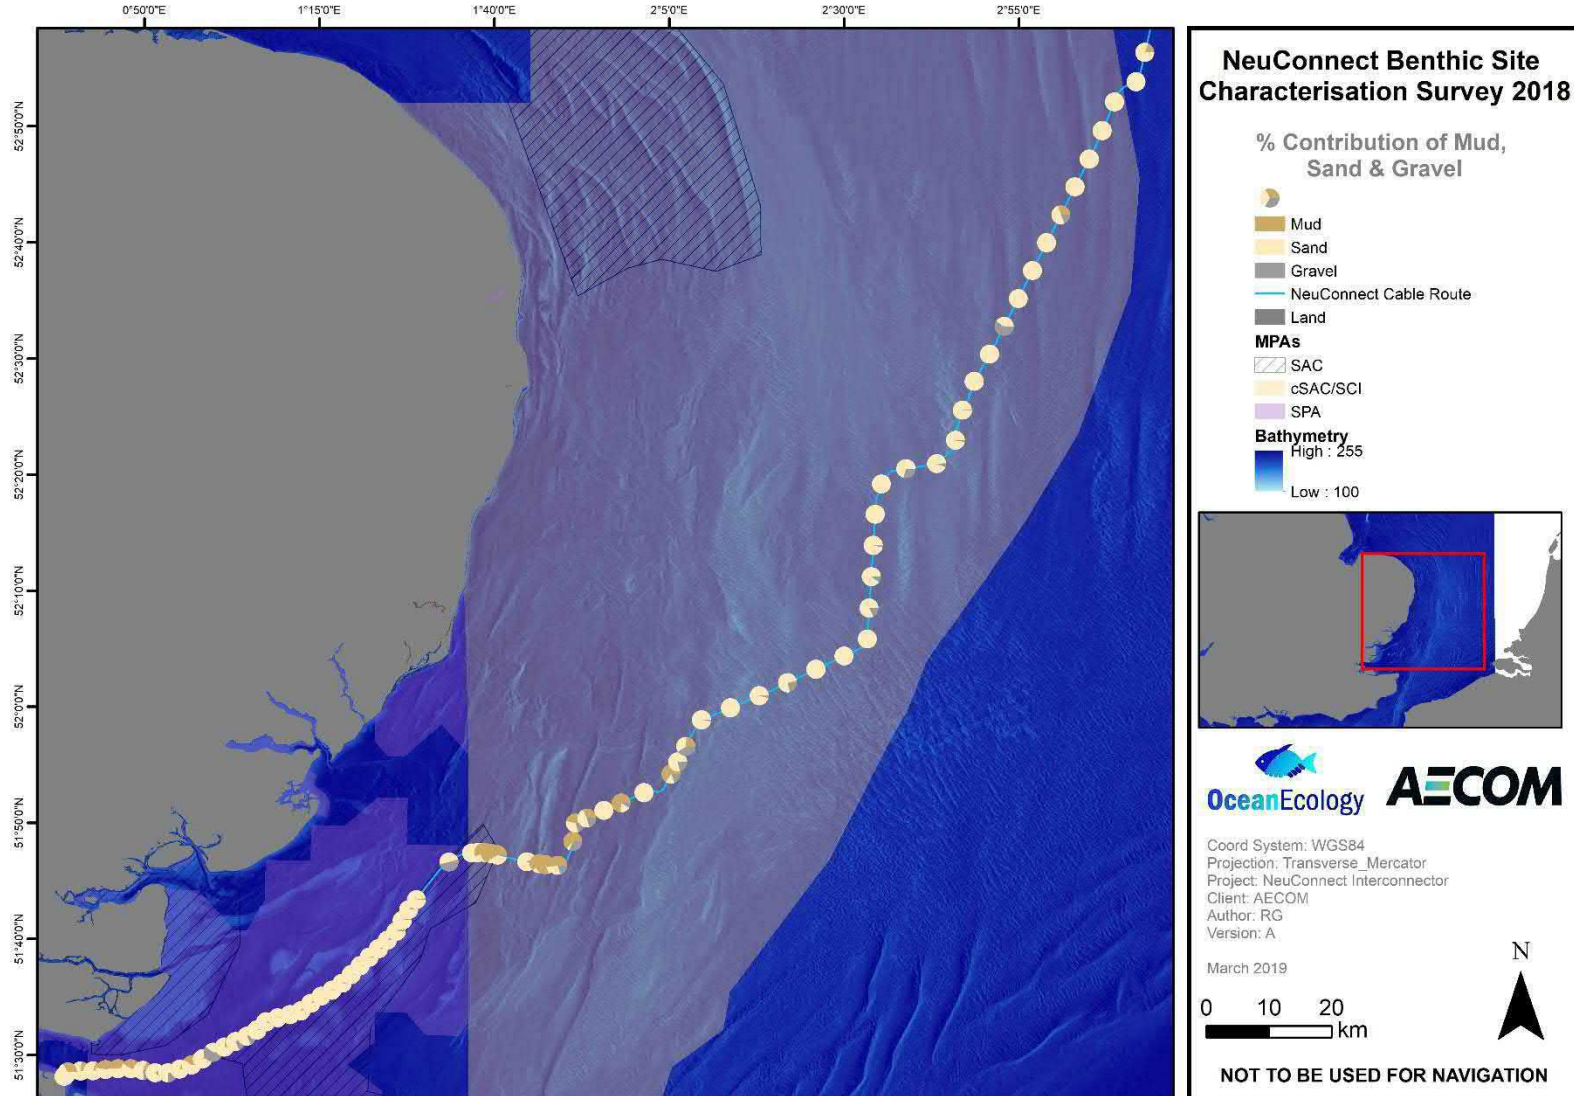 0°50'0"E
1°15'0"E
1°40'0"E
2°5'0"E
2°30'0"E
2°55'0"E
52°50'0"N
52°40'0"N
52°30'0"N
52°20'0"N
52°10'0"N
52°0'0"N
51°50'0"N
51°40'0"N
51°30'0"N
NeuConnect Benthic Site
Characterisation Survey 2018
% Contribution of Mud,
Sand & Gravel
Mud
Sand
Gravel
NeuConnect Cable Route
Land
MPAs
SAC
cSAC/SCI
SPA
Bathymetry
High : 255
Low : 100
OceanEcology
AECOM
Coord System: WGS84
Projection: Transverse_Mercator
Project: NeuConnect Interconnector
Client: AECOM
Author: RG
Version: A
March 2019
N
0 10 20
km
NOT TO BE USED FOR NAVIGATION